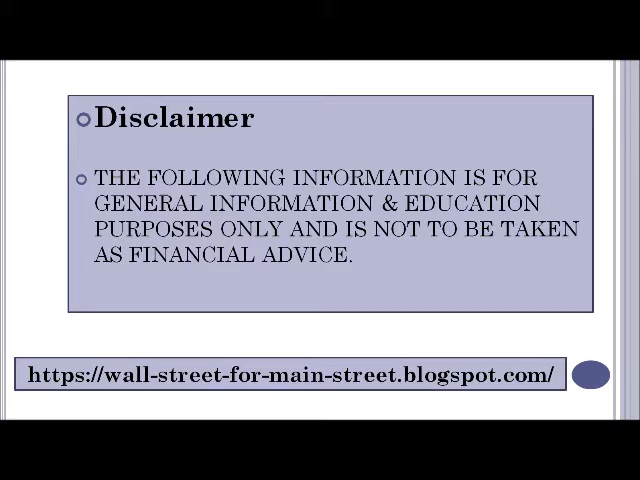 Disclaimer
THE FOLLOWING INFORMATION IS FOR
GENERAL INFORMATION & EDUCATION
PURPOSES ONLY AND IS NOT TO BE TAKEN
AS FINANCIAL ADVICE.
https://wall-street-for-main-street.blogspot.com/